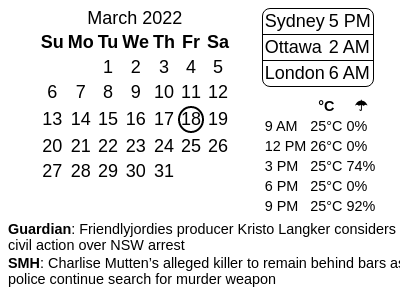 March 2022
Su Mo Tu We Th Fr Sa
1 2 3 4 5
6 7 8 9 10 11 12
13 14 15 16 17 18 19
20 21 22 23 24 25 26
27 28 29 30 31
Sydney 5 PM
Ottawa 2 AM
London 6 AM
°C ☂
9 AM 25°C 0%
12 PM 26°C 0%
3 PM 25°C 74%
6 PM 25°C 0%
9 PM 25°C 92%
Guardian: Friendlyjordies producer Kristo Langker considers
civil action over NSW arrest
SMH: Charlise Mutten’s alleged killer to remain behind bars as
police continue search for murder weapon